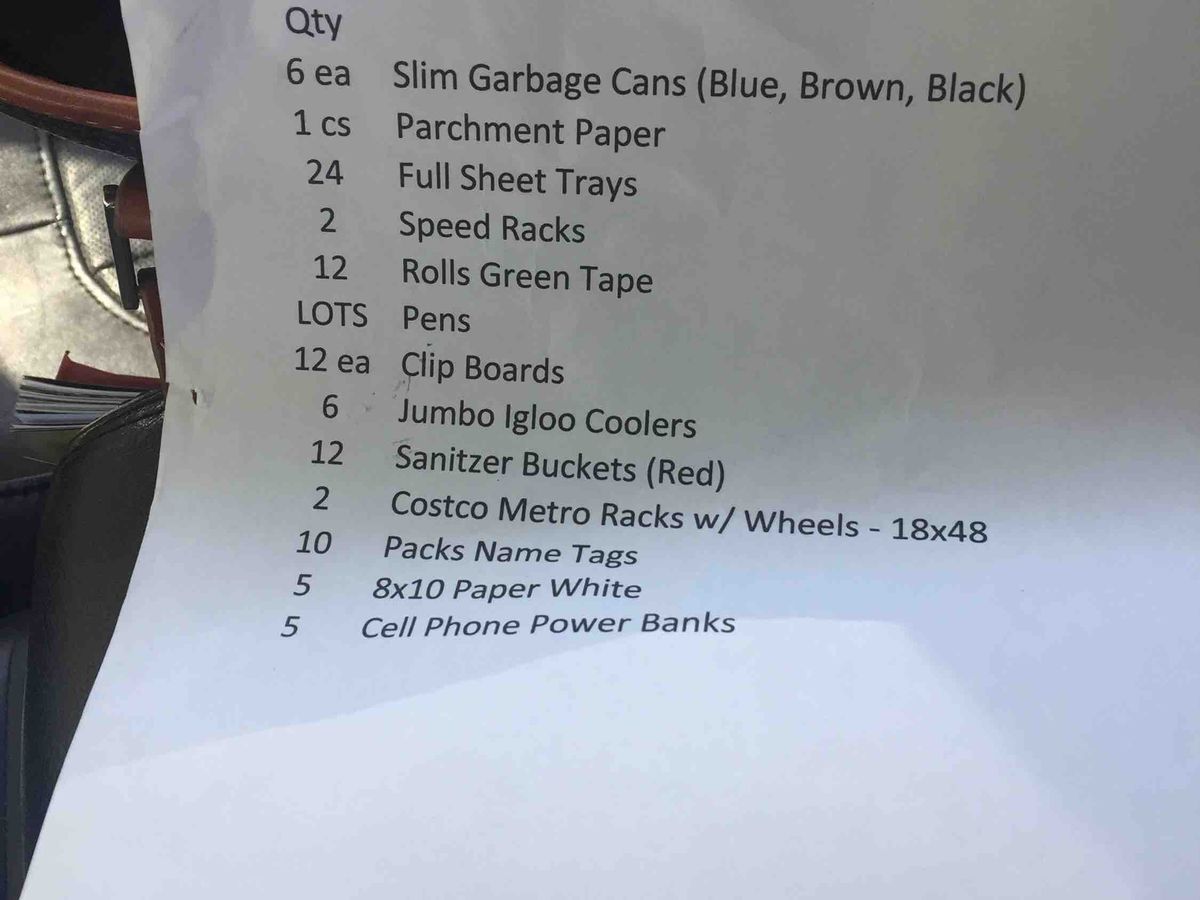 Qty
6 ea Slim Garbage Cans (Blue, Brown, Black)
1 cs Parchment Paper
24 Full Sheet Trays
2 Speed Racks
12 Rolls Green Tape
LOTS Pens
12 ea Clip Boards
6 Jumbo Igloo Coolers
12 Sanitzer Buckets (Red)
2 Costco Metro Racks w/ Wheels - 18x48
10 Packs Name Tags
5 8x10 Paper White
5 Cell Phone Power Banks